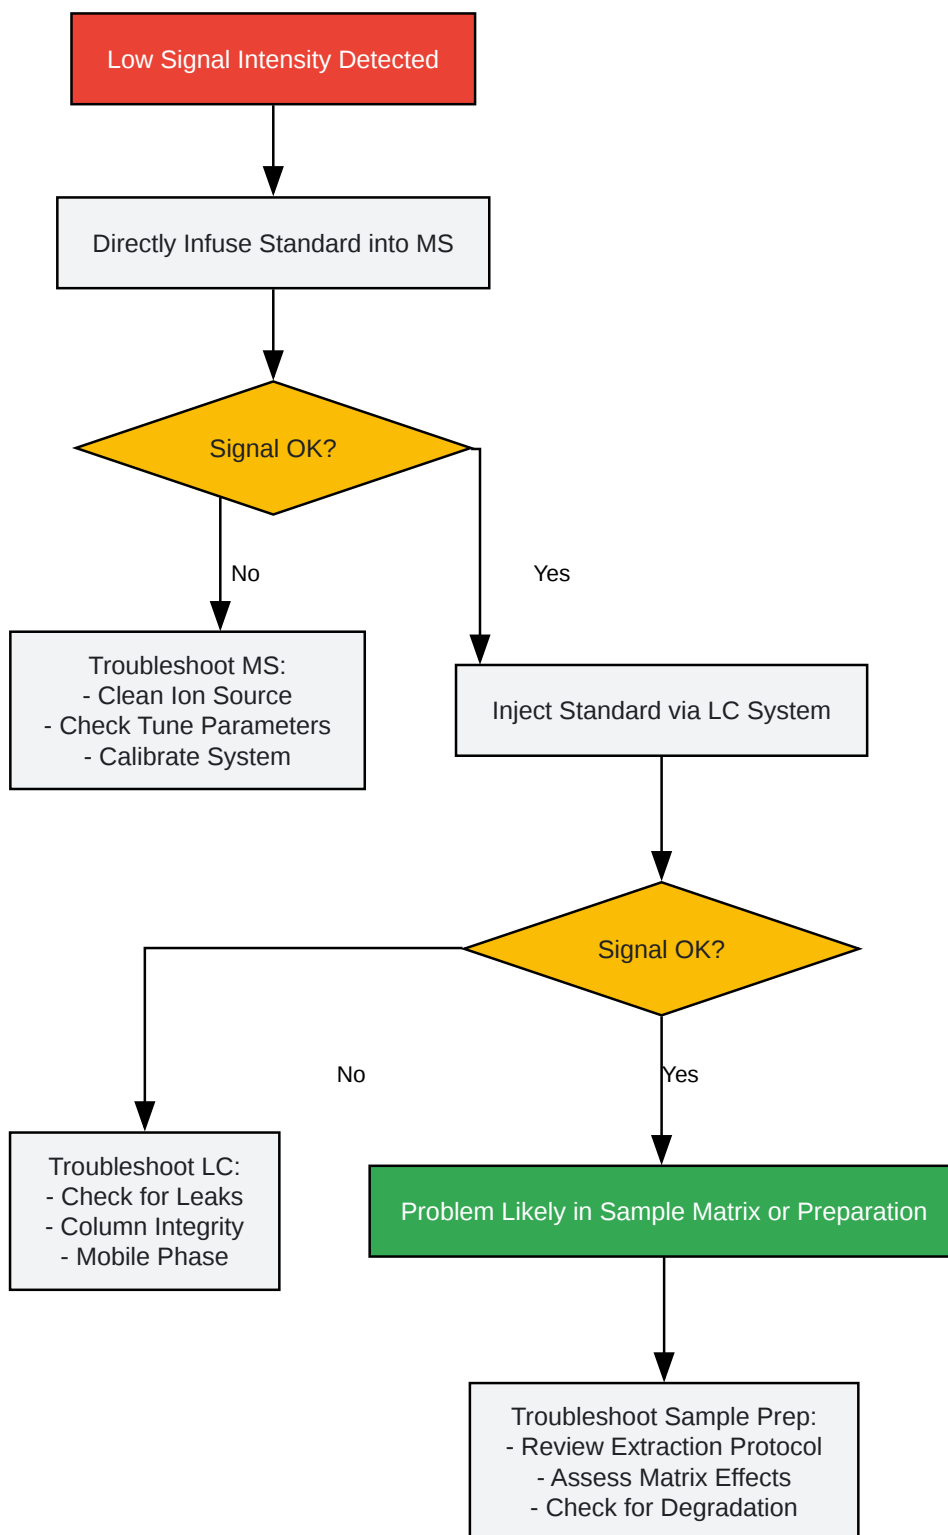 Low Signal Intensity Detected
Directly Infuse Standard into MS
Signal OK?
No
Yes
Troubleshoot MS:
- Clean Ion Source
- Check Tune Parameters
- Calibrate System
Inject Standard via LC System
Signal OK?
No
Yes
Troubleshoot LC:
- Check for Leaks
- Column Integrity
- Mobile Phase
Problem Likely in Sample Matrix or Preparation
Troubleshoot Sample Prep:
- Review Extraction Protocol
- Assess Matrix Effects
- Check for Degradation